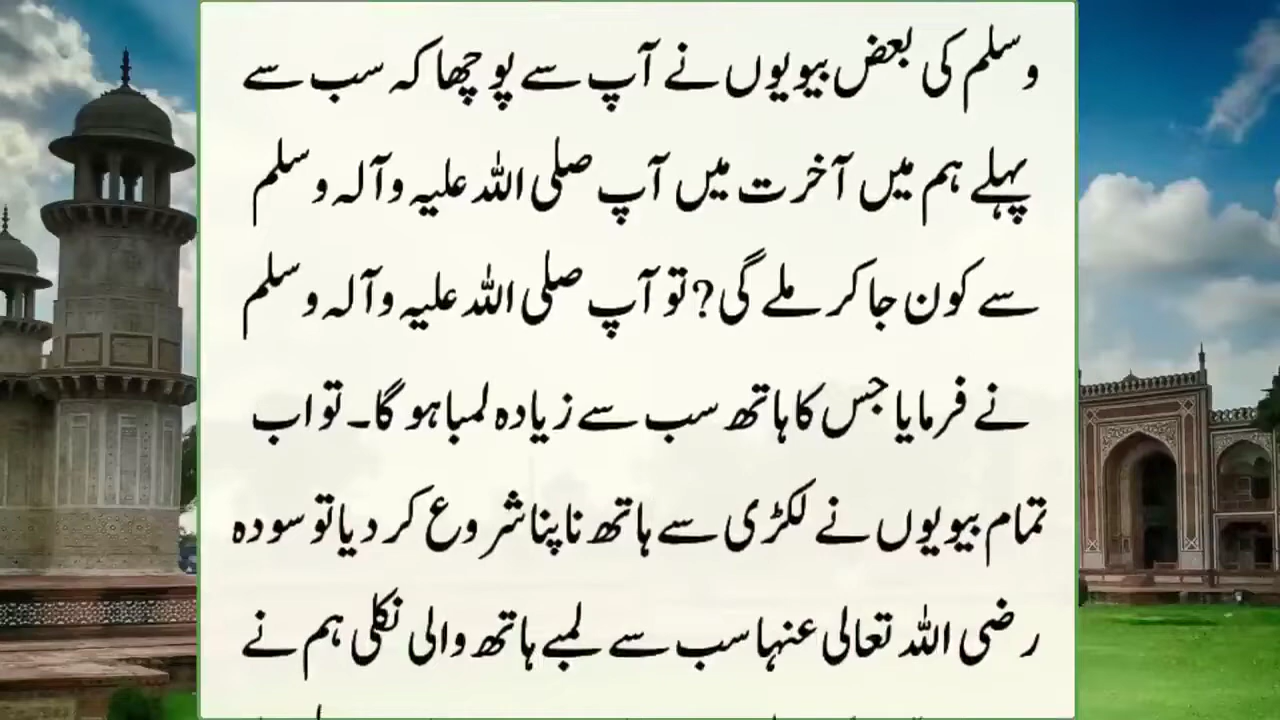 وسلم کی بعض بیویوں نے آپ سے پوچھا کہ سب سے
پہلے ہم میں آخرت میں آپ صلی اللہ علیہ وآلہ وسلم
سے کون جا کر ملے گی؟ تو آپ صلی اللہ علیہ وآلہ وسلم
نے فرمایا جس کا ہاتھ سب سے زیادہ لمبا ہو گا۔ تو اب
تمام بیویوں نے لکڑی سے ہاتھ ناپنا شروع کر دیا تو سودہ
رضی اللہ تعالی عنہا سب سے لمبے ہاتھ والی نکلی ہم نے